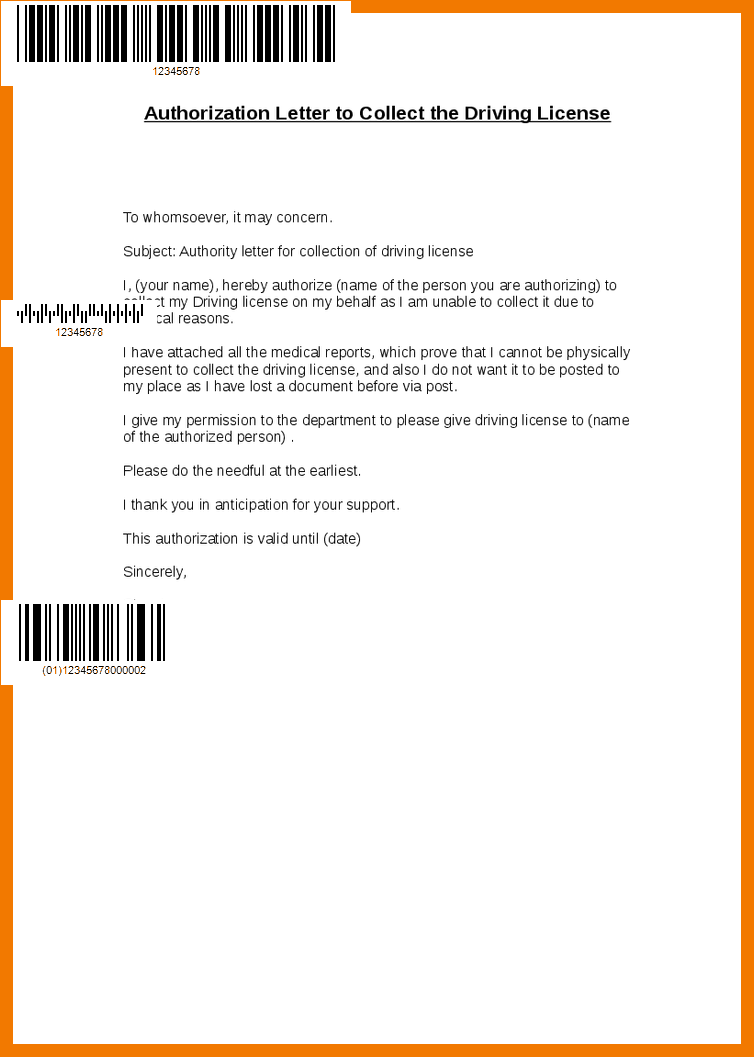 12345678
Authorization Letter to Collect the Driving License
To whomsoever, it may concern.
Subject: Authority letter for collection of driving license
I, (your name), hereby authorize (name of the person you are authorizing) to
collect my Driving license on my behalf as I am unable to collect it due to
cal reasons.
12345678
I have attached all the medical reports, which prove that I cannot be physically
present to collect the driving license, and also I do not want it to be posted to
my place as I have lost a document before via post.
I give my permission to the department to please give driving license to (name
of the authorized person) .
Please do the needful at the earliest.
I thank you in anticipation for your support.
This authorization is valid until (date)
Sincerely,
(01)12345678000002